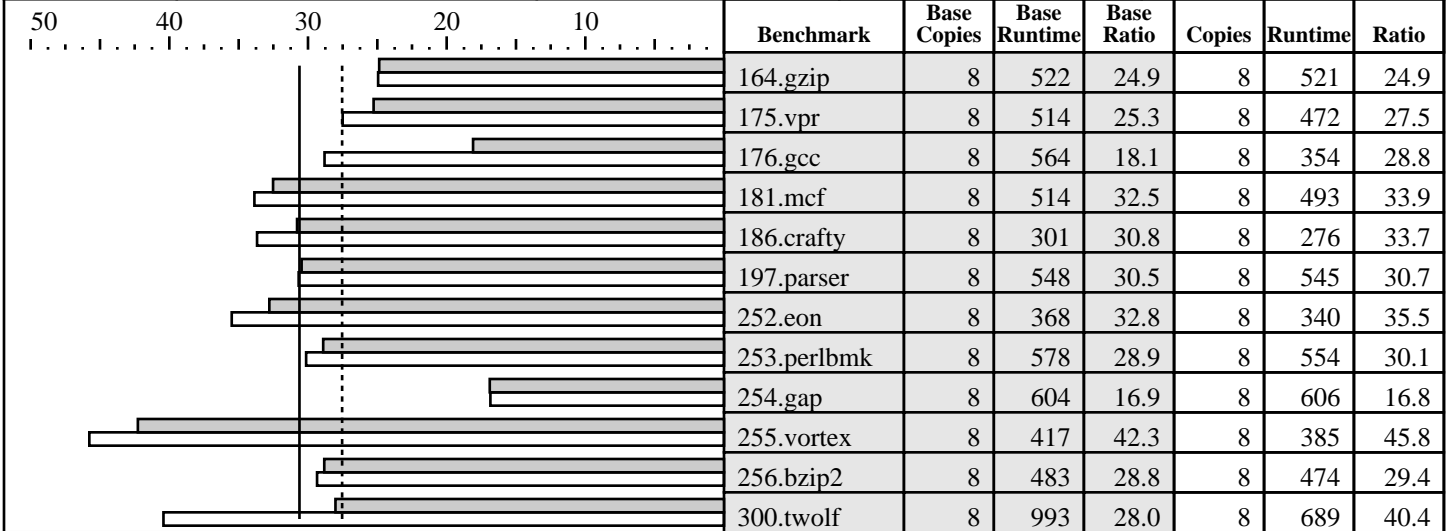 50 40 30 20 10
Benchmark Base Copies Base Runtime Base Ratio Copies Runtime Ratio
164.gzip 8 522 24.9 8 521 24.9
175.vpr 8 514 25.3 8 472 27.5
176.gcc 8 564 18.1 8 354 28.8
181.mcf 8 514 32.5 8 493 33.9
186.crafty 8 301 30.8 8 276 33.7
197.parser 8 548 30.5 8 545 30.7
252.eon 8 368 32.8 8 340 35.5
253.perlbmk 8 578 28.9 8 554 30.1
254.gap 8 604 16.9 8 606 16.8
255.vortex 8 417 42.3 8 385 45.8
256.bzip2 8 483 28.8 8 474 29.4
300.twolf 8 993 28.0 8 689 40.4